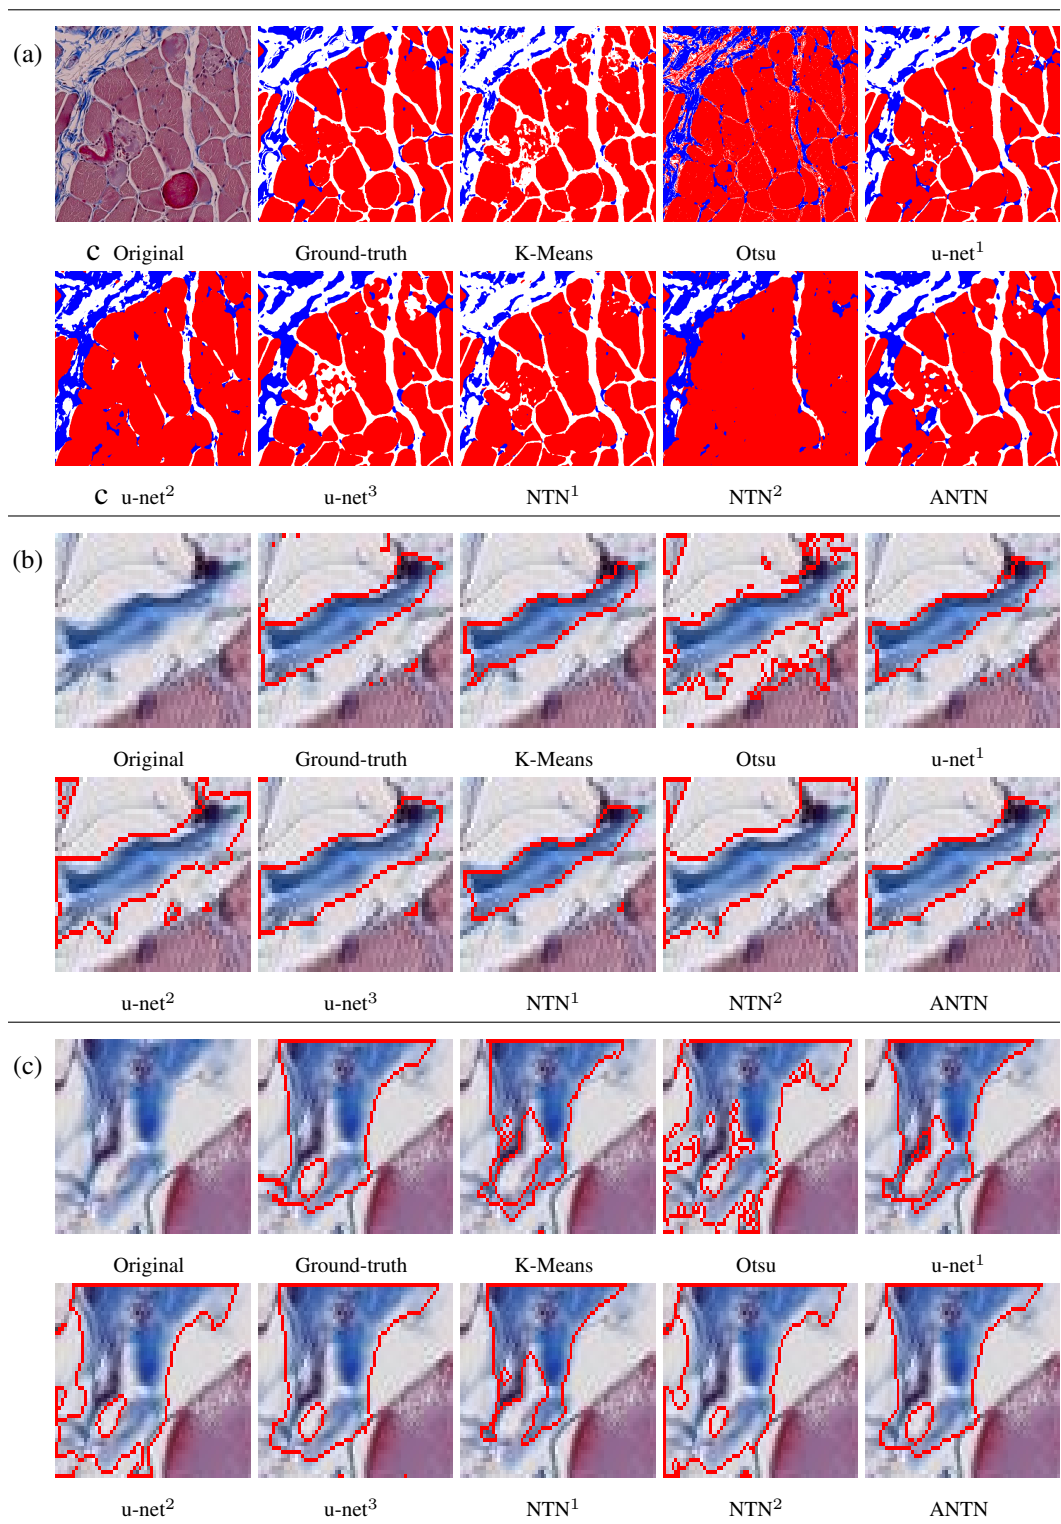 (a)
c Original Ground-truth K-Means Otsu u-net¹
c u-net² u-net³ NTN¹ NTN² ANTN
(b)
Original Ground-truth K-Means Otsu u-net¹
u-net² u-net³ NTN¹ NTN² ANTN
(c)
Original Ground-truth K-Means Otsu u-net¹
u-net² u-net³ NTN¹ NTN² ANTN